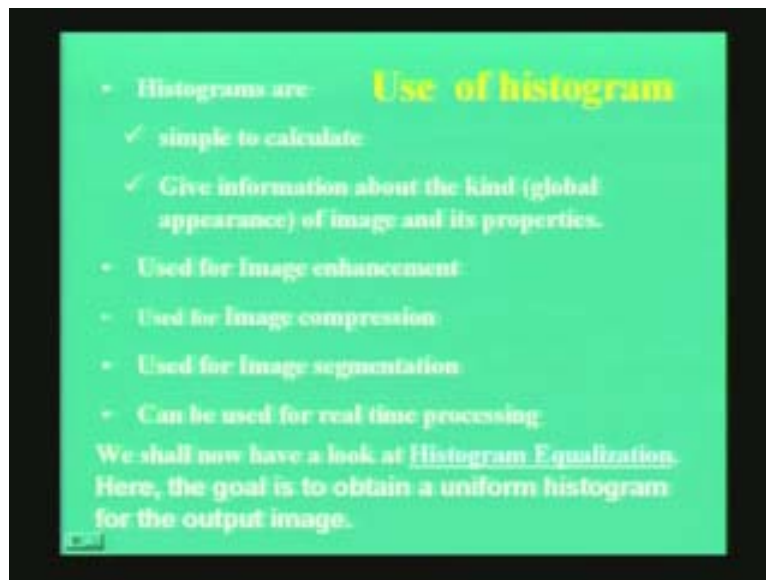 Use of histogram
• Histograms are
✓ simple to calculate
✓ Give information about the kind (global
appearance) of image and its properties.
• Used for Image enhancement
• Used for Image compression
• Used for Image segmentation
• Can be used for real time processing
We shall now have a look at Histogram Equalization.
Here, the goal is to obtain a uniform histogram
for the output image.